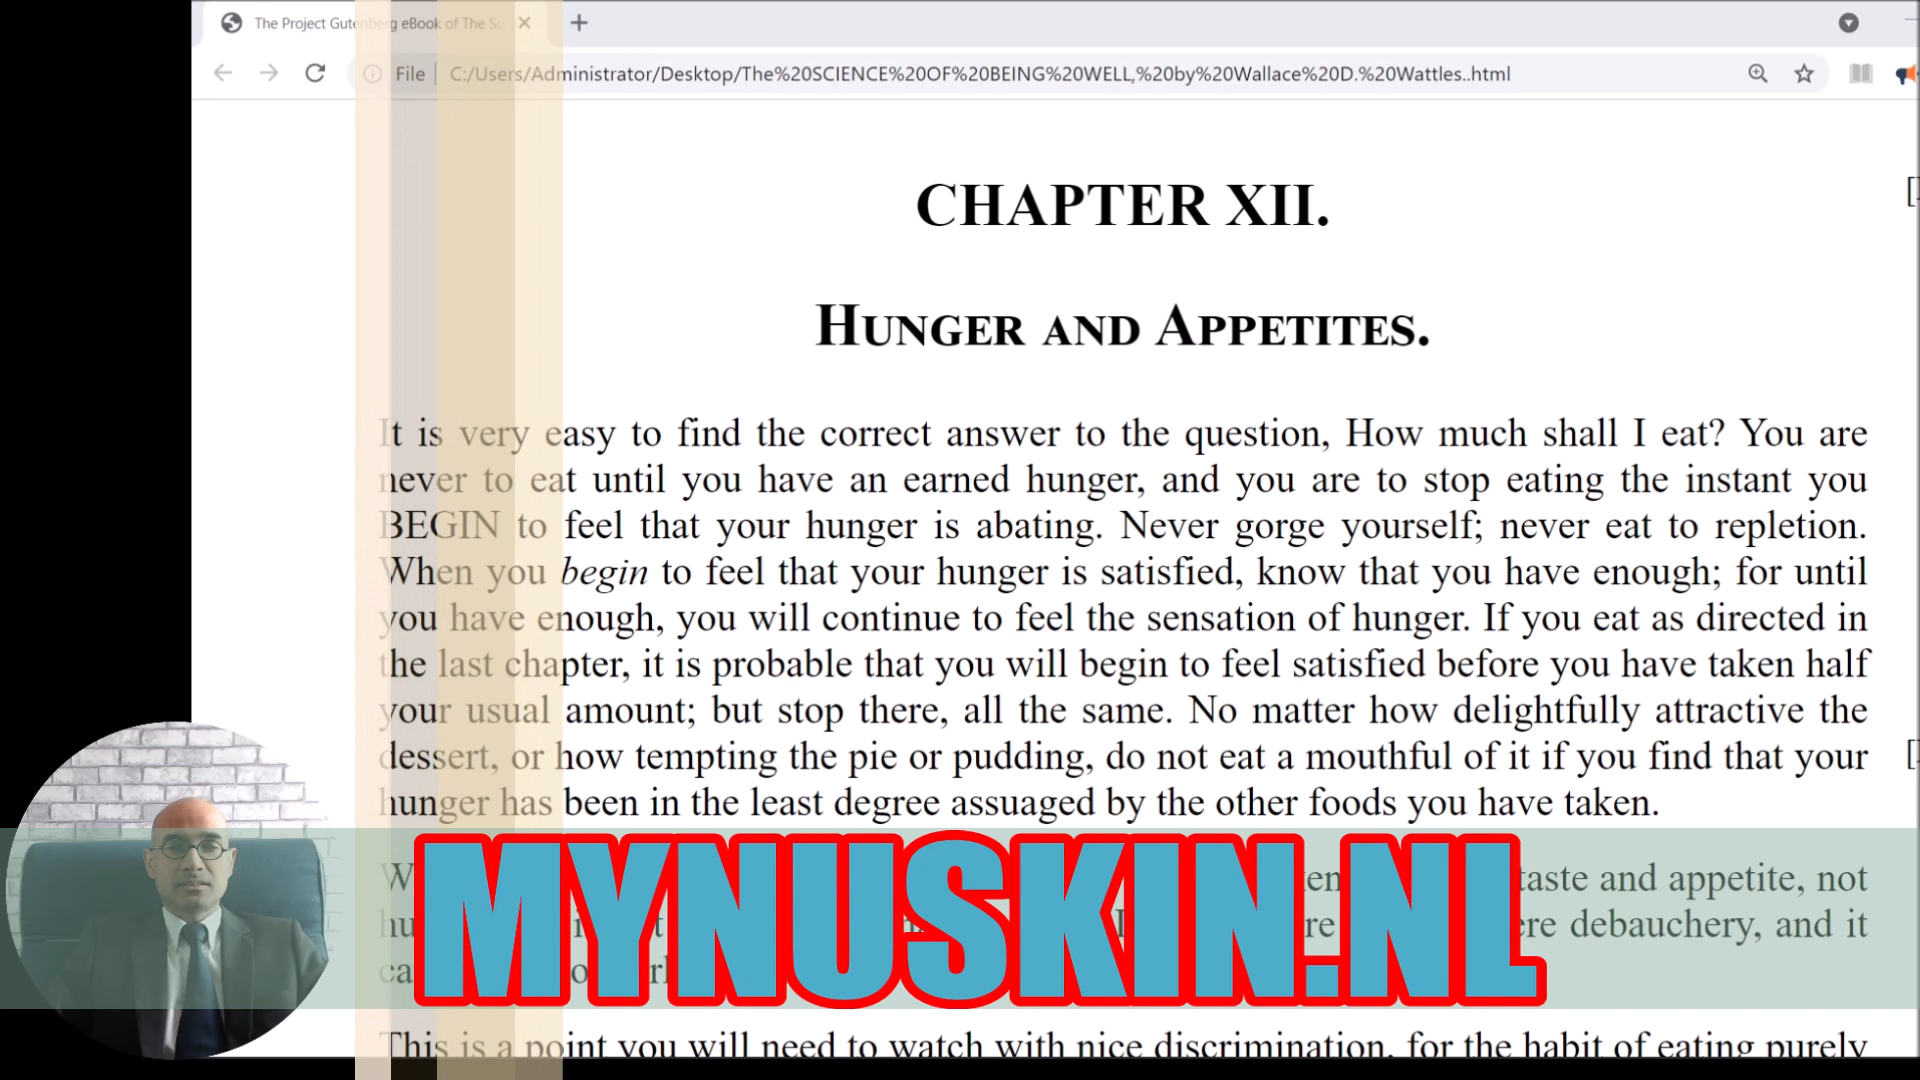 The Project Gutenberg eBook of The Sc
File C:/Users/Administrator/Desktop/The%20SCIENCE%20OF%20BEING%20WELL,%20by%20Wallace%20D.%20Wattles..html
CHAPTER XII.
HUNGER AND APPETITES.
It is very easy to find the correct answer to the question, How much shall I eat? You are
never to eat until you have an earned hunger, and you are to stop eating the instant you
BEGIN to feel that your hunger is abating. Never gorge yourself; never eat to repletion.
When you begin to feel that your hunger is satisfied, know that you have enough; for until
you have enough, you will continue to feel the sensation of hunger. If you eat as directed in
the last chapter, it is probable that you will begin to feel satisfied before you have taken half
your usual amount; but stop there, all the same. No matter how delightfully attractive the
dessert, or how tempting the pie or pudding, do not eat a mouthful of it if you find that your
hunger has been in the least degree assuaged by the other foods you have taken.
taste and appetite, not
debauchery, and it
MYNUSKIN.NL
This is a point you will need to watch with nice discrimination, for the habit of eating purely